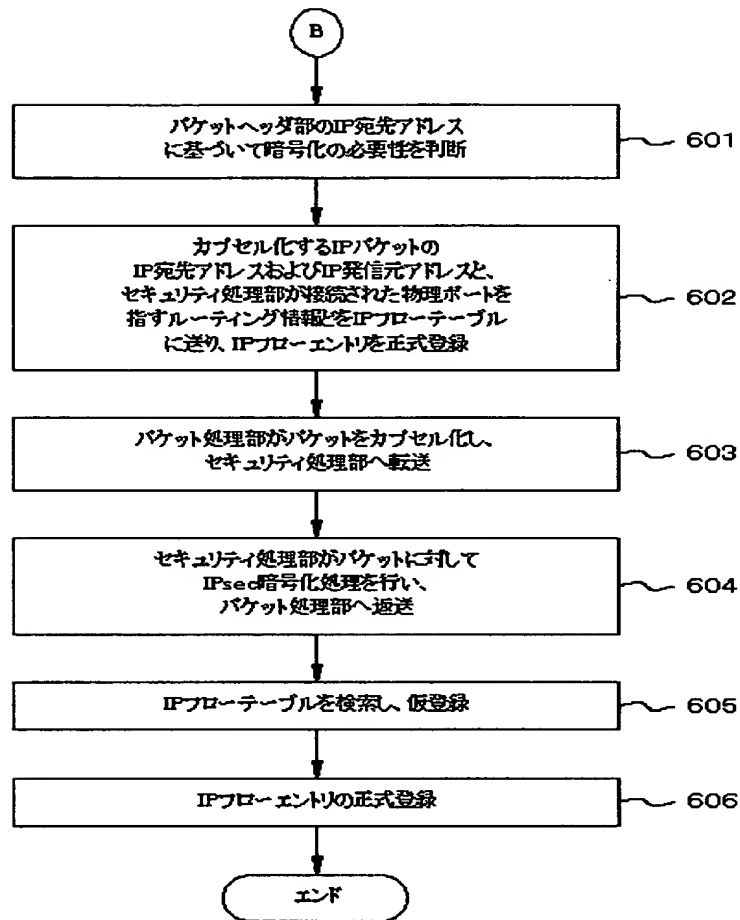 B
パケットヘッダ部のIP宛先アドレス
に基づいて暗号化の必要性を判断
601
カプセル化するIPパケットの
IP宛先アドレスおよびIP発信元アドレスと、
セキュリティ処理部が接続された物理ポートを
指すルーティング情報とをIPフローテーブル
に送り、IPフローエントリを正式登録
602
パケット処理部がパケットをカプセル化し、
セキュリティ処理部へ転送
603
セキュリティ処理部がパケットに対して
IPsec暗号化処理を行い、
パケット処理部へ返送
604
IPフローテーブルを検索し、仮登録
605
IPフローエントリの正式登録
606
エンド